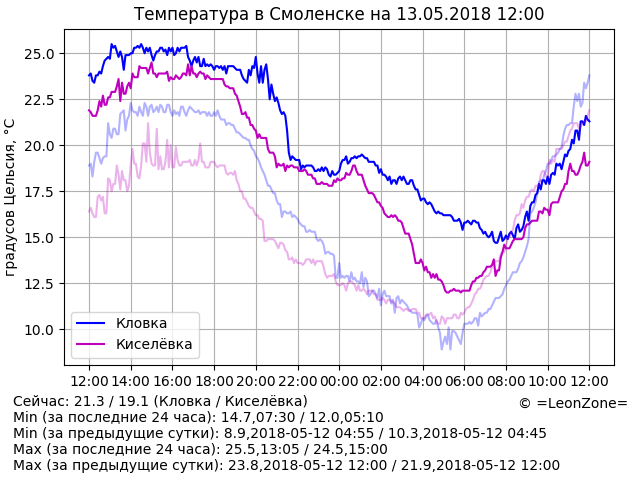 Температура в Смоленске на 13.05.2018 12:00
градусов Цельсия, °C
25.0
22.5
20.0
17.5
15.0
12.5
10.0
Кловка
Киселёвка
12:00 14:00 16:00 18:00 20:00 22:00 00:00 02:00 04:00 06:00 08:00 10:00 12:00
Сейчас: 21.3 / 19.1 (Кловка / Киселёвка)
© =LeonZone=
Min (за последние 24 часа): 14.7,07:30 / 12.0,05:10
Min (за предыдущие сутки): 8.9,2018-05-12 04:55 / 10.3,2018-05-12 04:45
Max (за последние 24 часа): 25.5,13:05 / 24.5,15:00
Max (за предыдущие сутки): 23.8,2018-05-12 12:00 / 21.9,2018-05-12 12:00